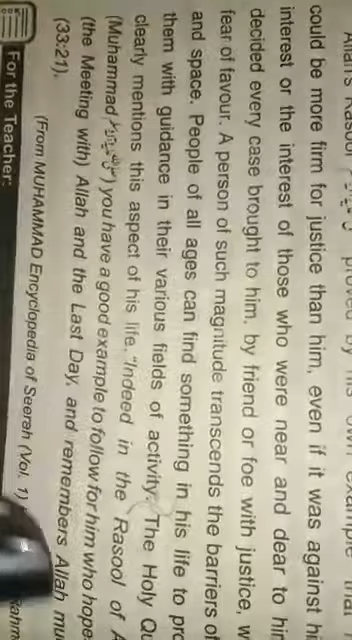 Allah's Rasool proved by his own example that
could be more firm for justice than him, even if it was against hi
interest or the interest of those who were near and dear to hi
decided every case brought to him, by friend or foe with justice, w
fear of favour. A person of such magnitude transcends the barriers of
and space. People of all ages can find something in his life to pro
them with guidance in their various fields of activity. The Holy Qu
clearly mentions this aspect of his life. "Indeed in the Rasool of A
(Muhammad ) you have a good example to follow for him who hope
(the Meeting with) Allah and the Last Day, and remembers Allah mu
(33:21).
(From MUHAMMAD Encyclopedia of Seerah (Vol. 1)
For the Teacher: